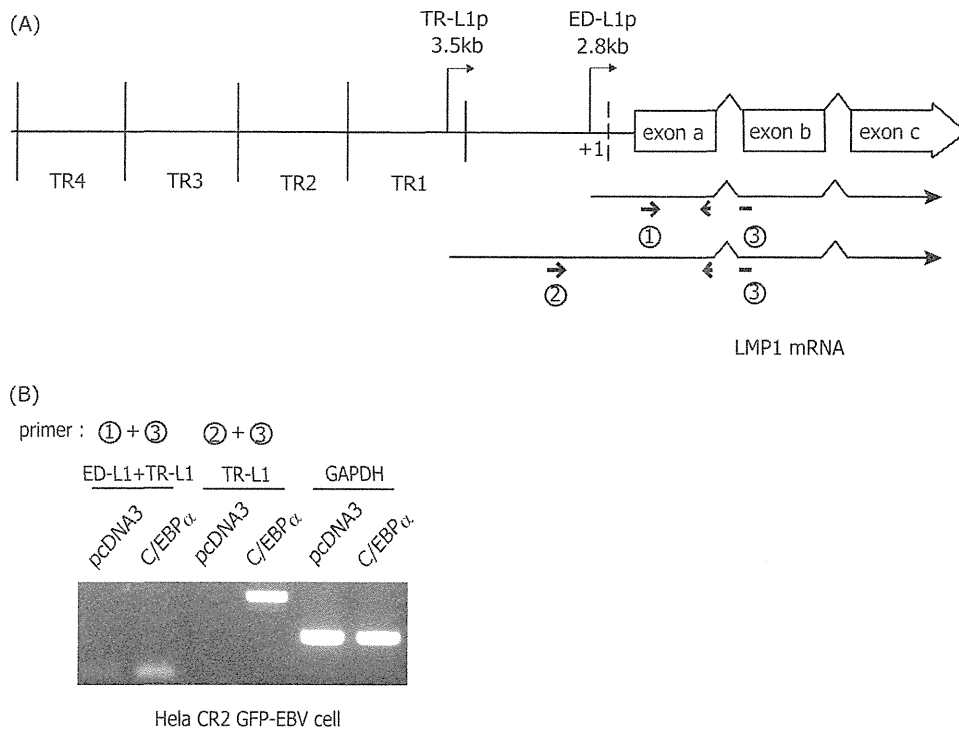 (A)
TR-L1p
3.5kb
ED-L1p
2.8kb
+1
exon a
exon b
exon c
TR4
TR3
TR2
TR1
①
③
②
③
LMP1 mRNA
(B)
primer : ①+③ ②+③
ED-L1+TR-L1 TR-L1 GAPDH
pcDNA3 C/EBPα pcDNA3 C/EBPα pcDNA3 C/EBPα
Hela CR2 GFP-EBV cell